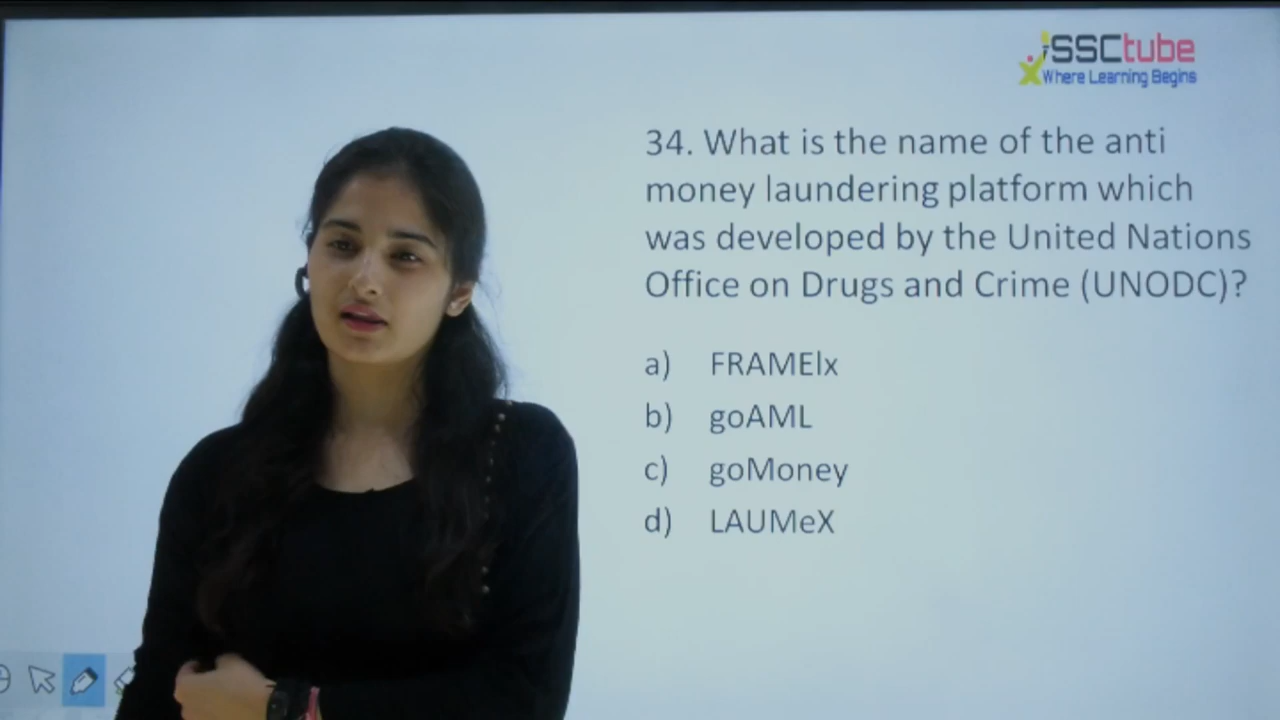 SSCtube
Where Learning Begins
34. What is the name of the anti
money laundering platform which
was developed by the United Nations
Office on Drugs and Crime (UNODC)?
a) FRAMElx
b) goAML
c) goMoney
d) LAUMeX